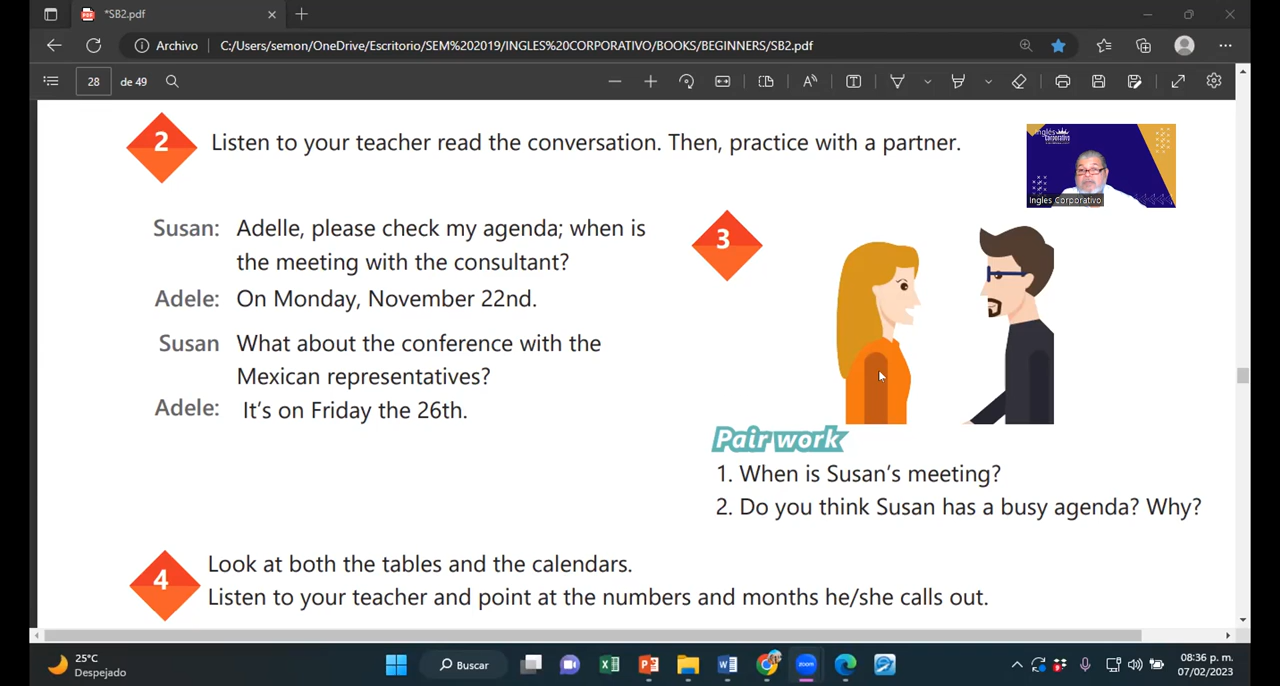 *SB2.pdf
Archivo
C:/Users/semon/OneDrive/Escritorio/SEM%202019/INGLES%20CORPORATIVO/BOOKS/BEGINNERS/SB2.pdf
28 de 49
2
Listen to your teacher read the conversation. Then, practice with a partner.
Inglés
Corporativo
Ingles Corporativo
Susan: Adelle, please check my agenda; when is
the meeting with the consultant?
Adele: On Monday, November 22nd.
Susan What about the conference with the
Mexican representatives?
Adele: It's on Friday the 26th.
3
Pair work
1. When is Susan's meeting?
2. Do you think Susan has a busy agenda? Why?
4
Look at both the tables and the calendars.
Listen to your teacher and point at the numbers and months he/she calls out.
25°C
Despejado
Buscar
zoom
08:36 p. m.
07/02/2023